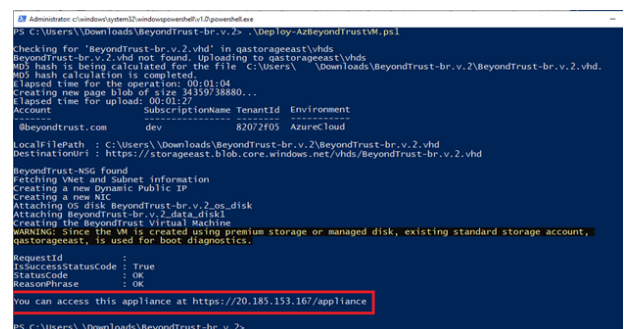 Administrator: c:\windows\system32\windowspowershell\v1.0\powershell.exe
PS C:\Users\\Downloads\BeyondTrust-br.v.2> .\Deploy-AzBeyondTrustVM.ps1
Checking for 'BeyondTrust-br.v.2.vhd' in qastorageeast\vhds
BeyondTrust-br.v.2.vhd not found. Uploading to qastorageeast\vhds
MD5 hash is being calculated for the file  C:\Users\    \Downloads\BeyondTrust-br.v.2\BeyondTrust-br.v.2.vhd.
MD5 hash calculation is completed.
Elapsed time for the operation: 00:01:04
Creating new page blob of size 34359738880...
Elapsed time for upload: 00:01:27
Account SubscriptionName TenantId Environment
------- ---------------- -------- -----------
@beyondtrust.com dev 82072f05 AzureCloud
LocalFilePath  : C:\Users\\Downloads\BeyondTrust-br.v.2\BeyondTrust-br.v.2.vhd
DestinationUri : https://storageeast.blob.core.windows.net/vhds/BeyondTrust-br.v.2.vhd
BeyondTrust-NSG found
Fetching VNet and Subnet information
Creating a new Dynamic Public IP
Creating a new NIC
Attaching OS disk BeyondTrust-br.v.2_os_disk
Attaching BeyondTrust-br.v.2_data_disk1
Creating the BeyondTrust Virtual Machine
WARNING: Since the VM is created using premium storage or managed disk, existing standard storage account,
qastorageeast, is used for boot diagnostics.
RequestId           :
IsSuccessStatusCode : True
StatusCode          : OK
ReasonPhrase        : OK
You can access this appliance at https://20.185.153.167/appliance
PS C:\Users\ \Downloads\BeyondTrust-br.v.2>